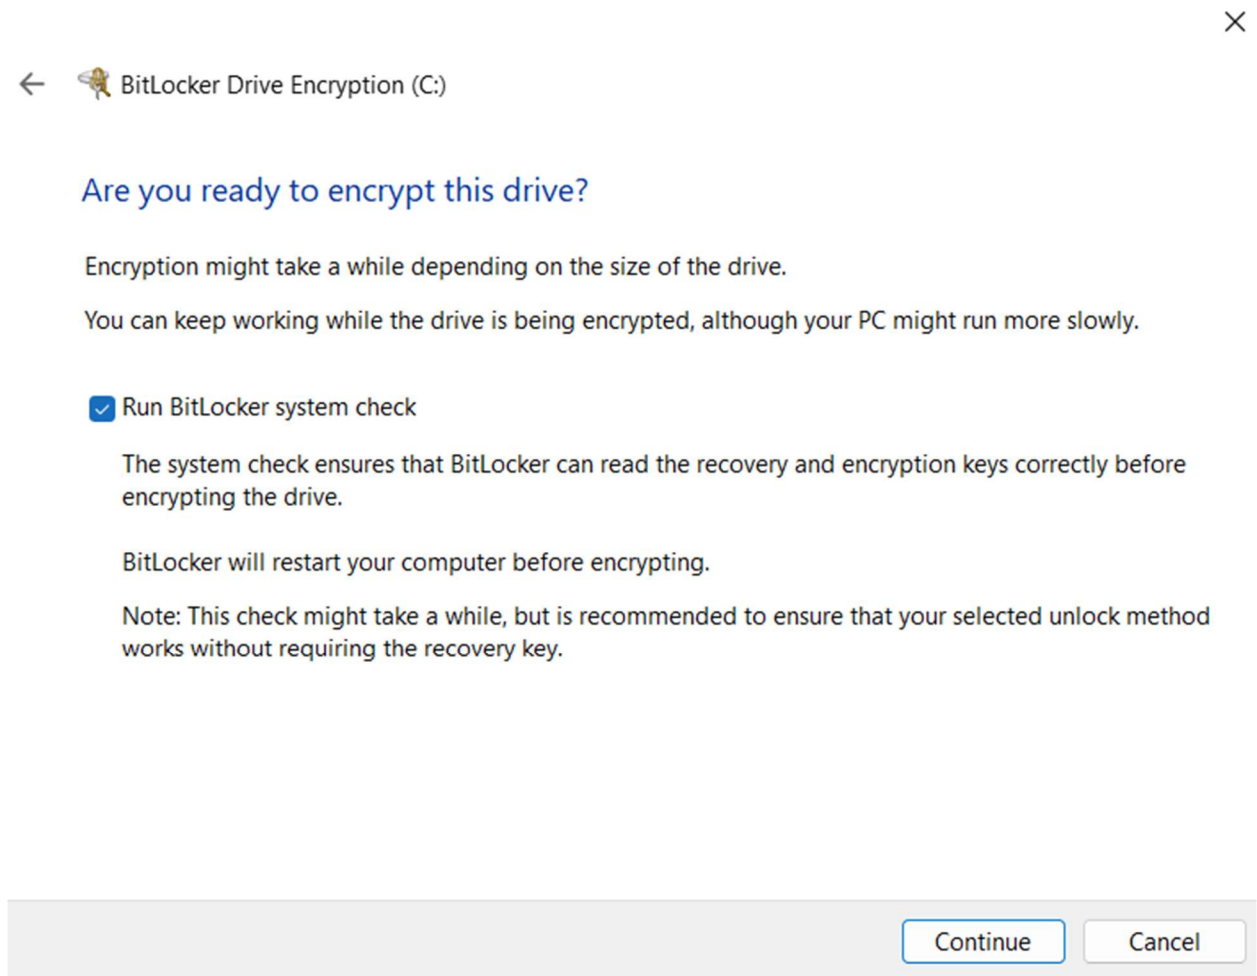 BitLocker Drive Encryption (C:)
Are you ready to encrypt this drive?
Encryption might take a while depending on the size of the drive.
You can keep working while the drive is being encrypted, although your PC might run more slowly.
Run BitLocker system check
The system check ensures that BitLocker can read the recovery and encryption keys correctly before
encrypting the drive.
BitLocker will restart your computer before encrypting.
Note: This check might take a while, but is recommended to ensure that your selected unlock method
works without requiring the recovery key.
Continue
Cancel